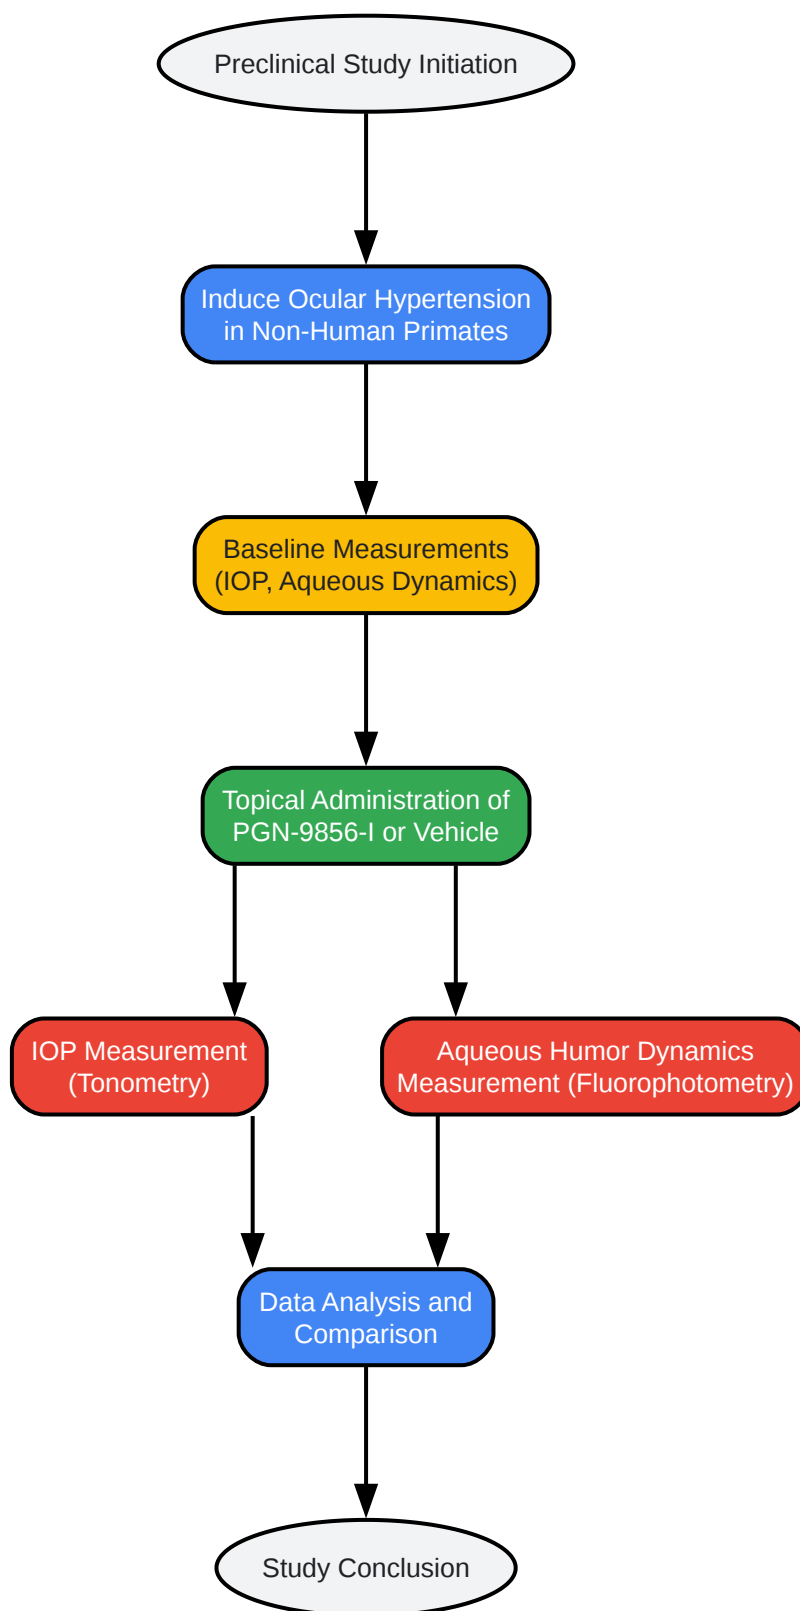 Preclinical Study Initiation
Induce Ocular Hypertension
in Non-Human Primates
Baseline Measurements
(IOP, Aqueous Dynamics)
Topical Administration of
PGN-9856-I or Vehicle
IOP Measurement
(Tonometry)
Aqueous Humor Dynamics
Measurement (Fluorophotometry)
Data Analysis and
Comparison
Study Conclusion